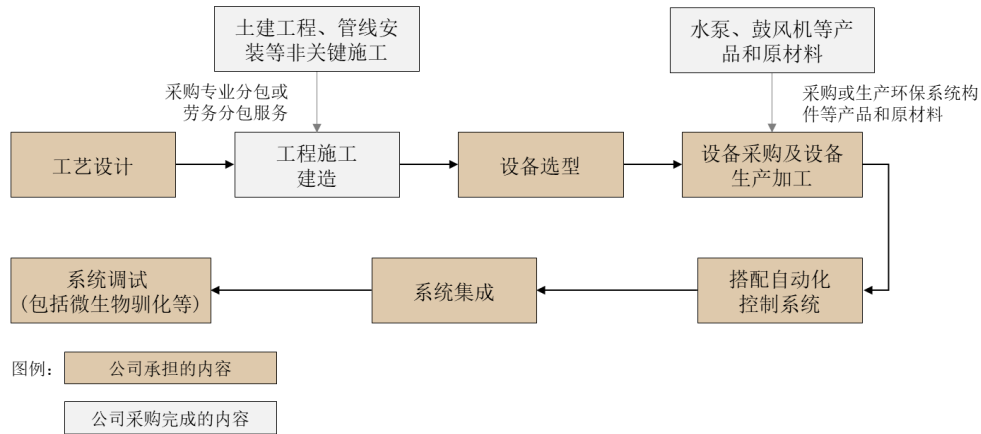 土建工程、管线安
装等非关键施工
水泵、鼓风机等产
品和原材料
采购专业分包或
劳务分包服务
采购或生产环保系统构
件等产品和原材料
工艺设计
工程施工
建造
设备选型
设备采购及设备
生产加工
系统调试
(包括微生物驯化等)
系统集成
搭配自动化
控制系统
图例：
公司承担的内容
公司采购完成的内容